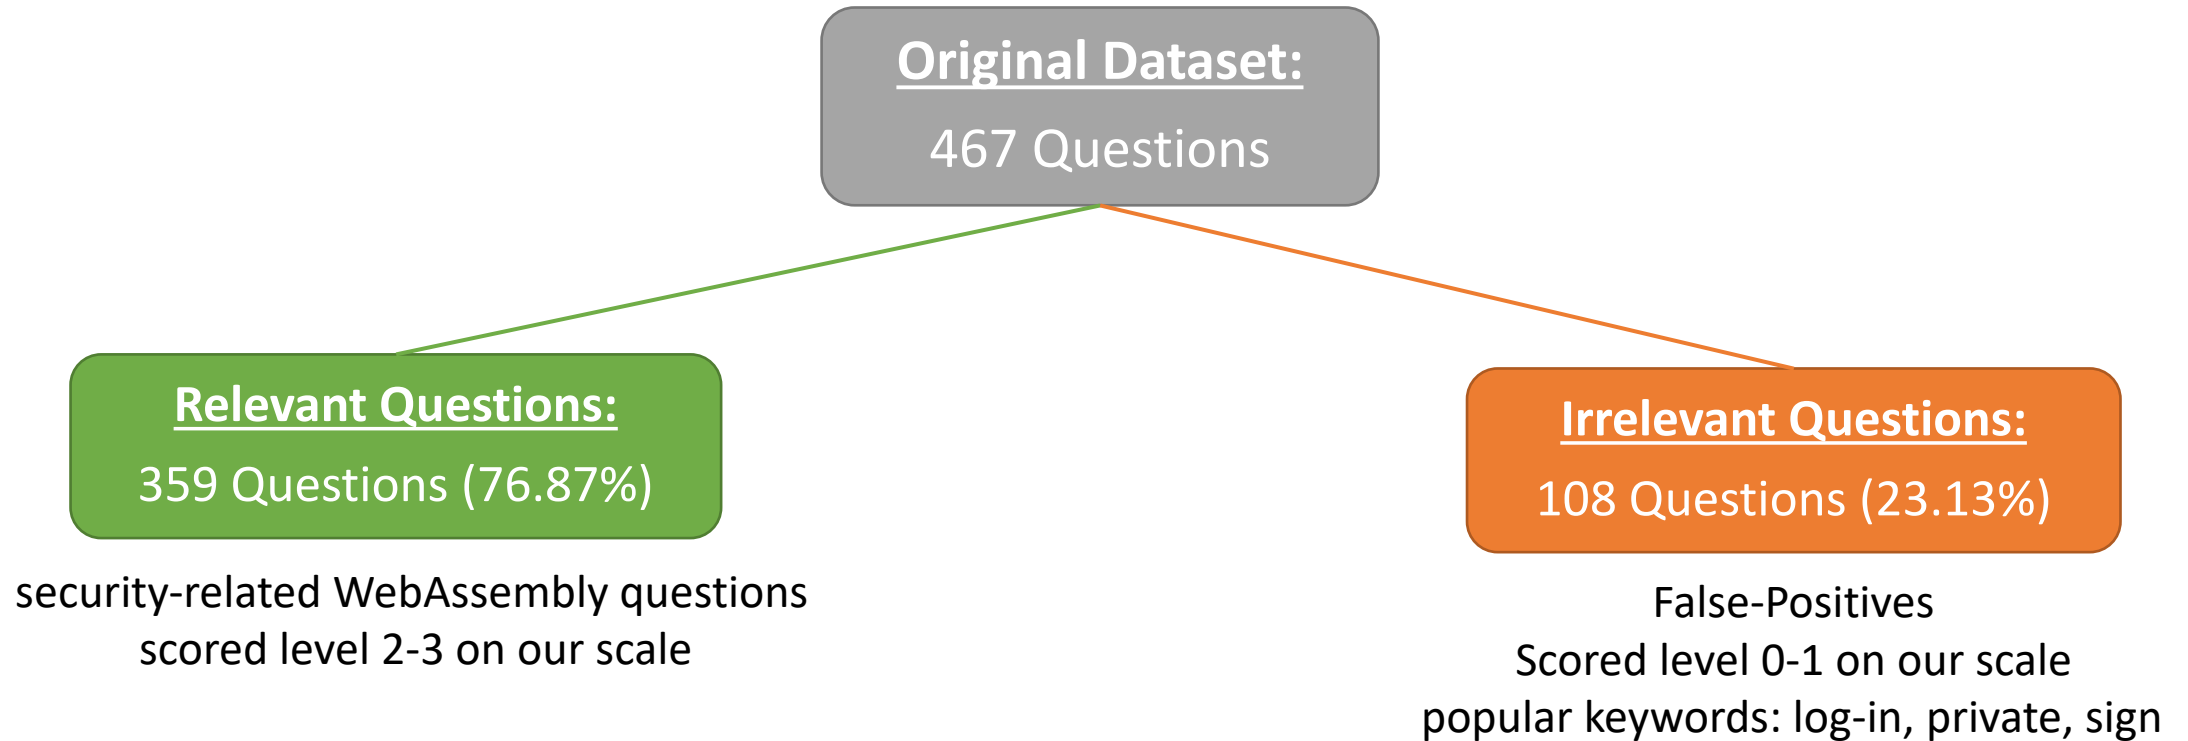 Original Dataset:
467 Questions
Relevant Questions:
359 Questions (76.87%)
security-related WebAssembly questions
scored level 2-3 on our scale
Irrelevant Questions:
108 Questions (23.13%)
False-Positives
Scored level 0-1 on our scale
popular keywords: log-in, private, sign